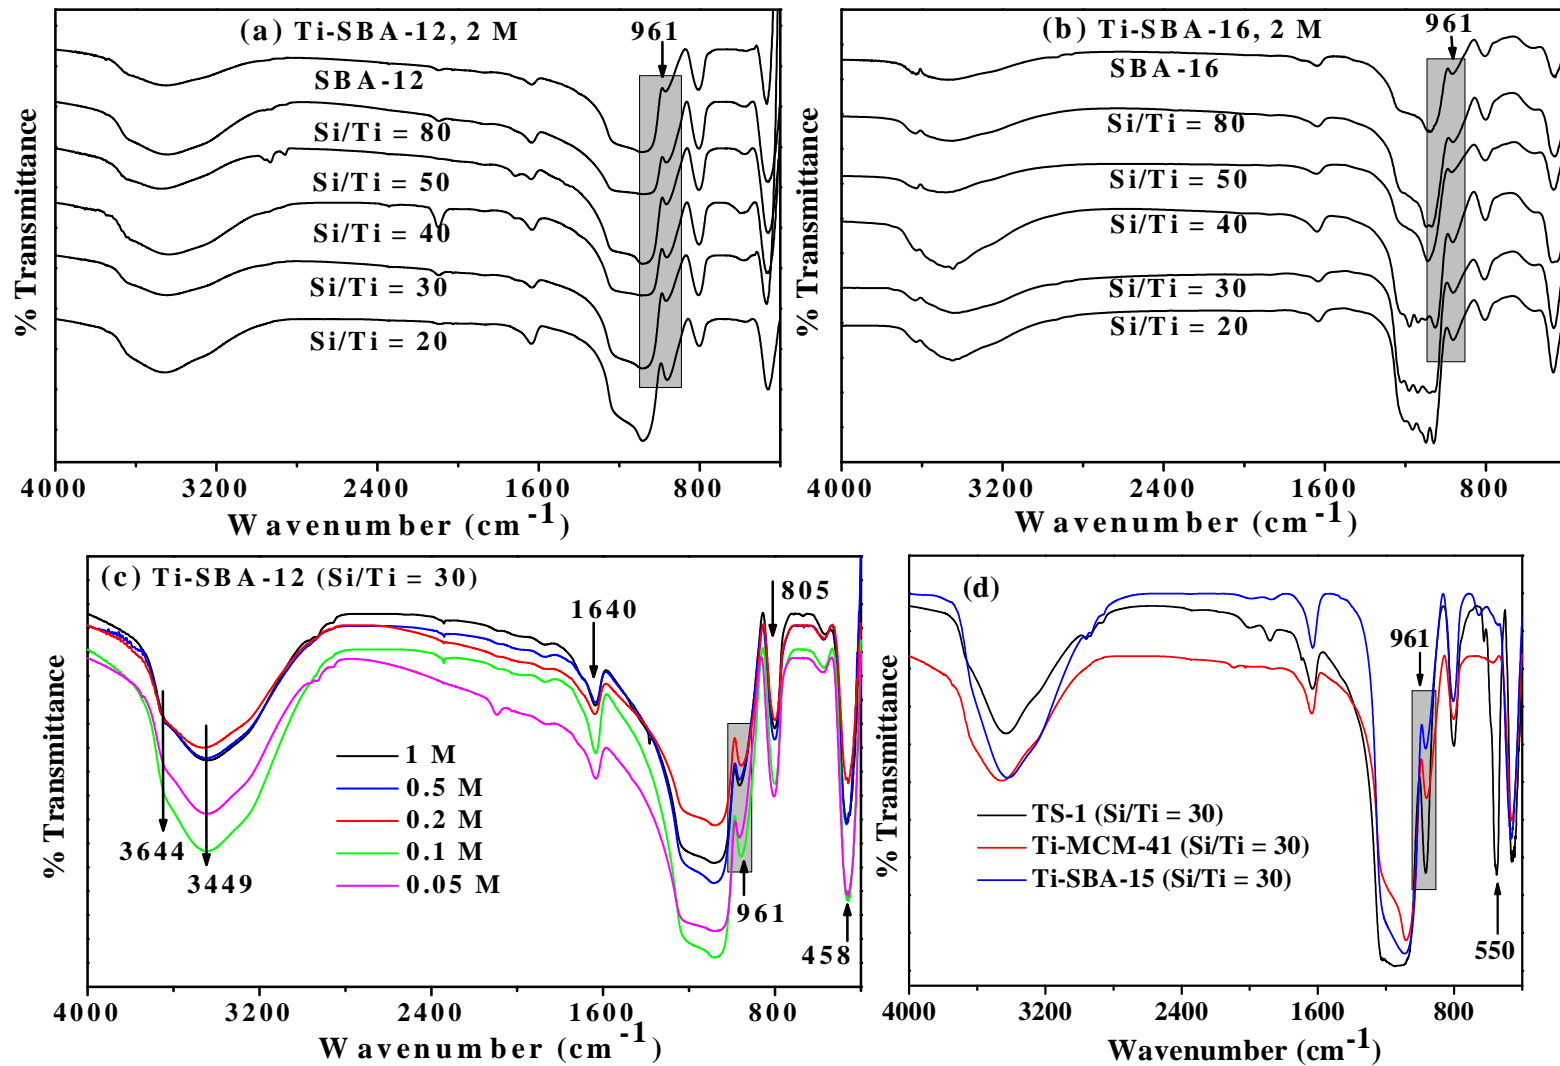 (a) Ti-SBA-12, 2 M
961
SBA-12
Si/Ti = 80
Si/Ti = 50
Si/Ti = 40
Si/Ti = 30
Si/Ti = 20
% Transmittance
4000 3200 2400 1600 800
Wavenumber (cm-1)
(b) Ti-SBA-16, 2 M
961
SBA-16
Si/Ti = 80
Si/Ti = 50
Si/Ti = 40
Si/Ti = 30
Si/Ti = 20
% Transmittance
4000 3200 2400 1600 800
Wavenumber (cm-1)
(c) Ti-SBA-12 (Si/Ti = 30)
1640
805
1 M
0.5 M
0.2 M
0.1 M
0.05 M
3644
3449
961
458
% Transmittance
4000 3200 2400 1600 800
Wavenumber (cm-1)
(d)
961
TS-1 (Si/Ti = 30)
Ti-MCM-41 (Si/Ti = 30)
Ti-SBA-15 (Si/Ti = 30)
550
% Transmittance
4000 3200 2400 1600 800
Wavenumber (cm-1)